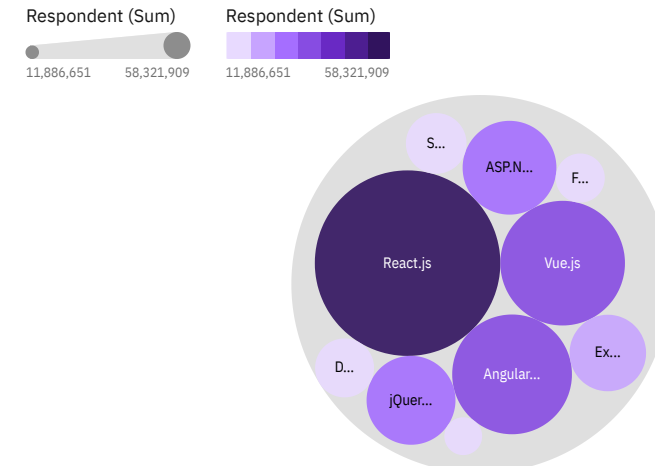 Respondent (Sum)
11,886,651 58,321,909
Respondent (Sum)
11,886,651 58,321,909
S...
ASP.N...
F...
React.js
Vue.js
D...
jQuer...
Angular...
Ex...